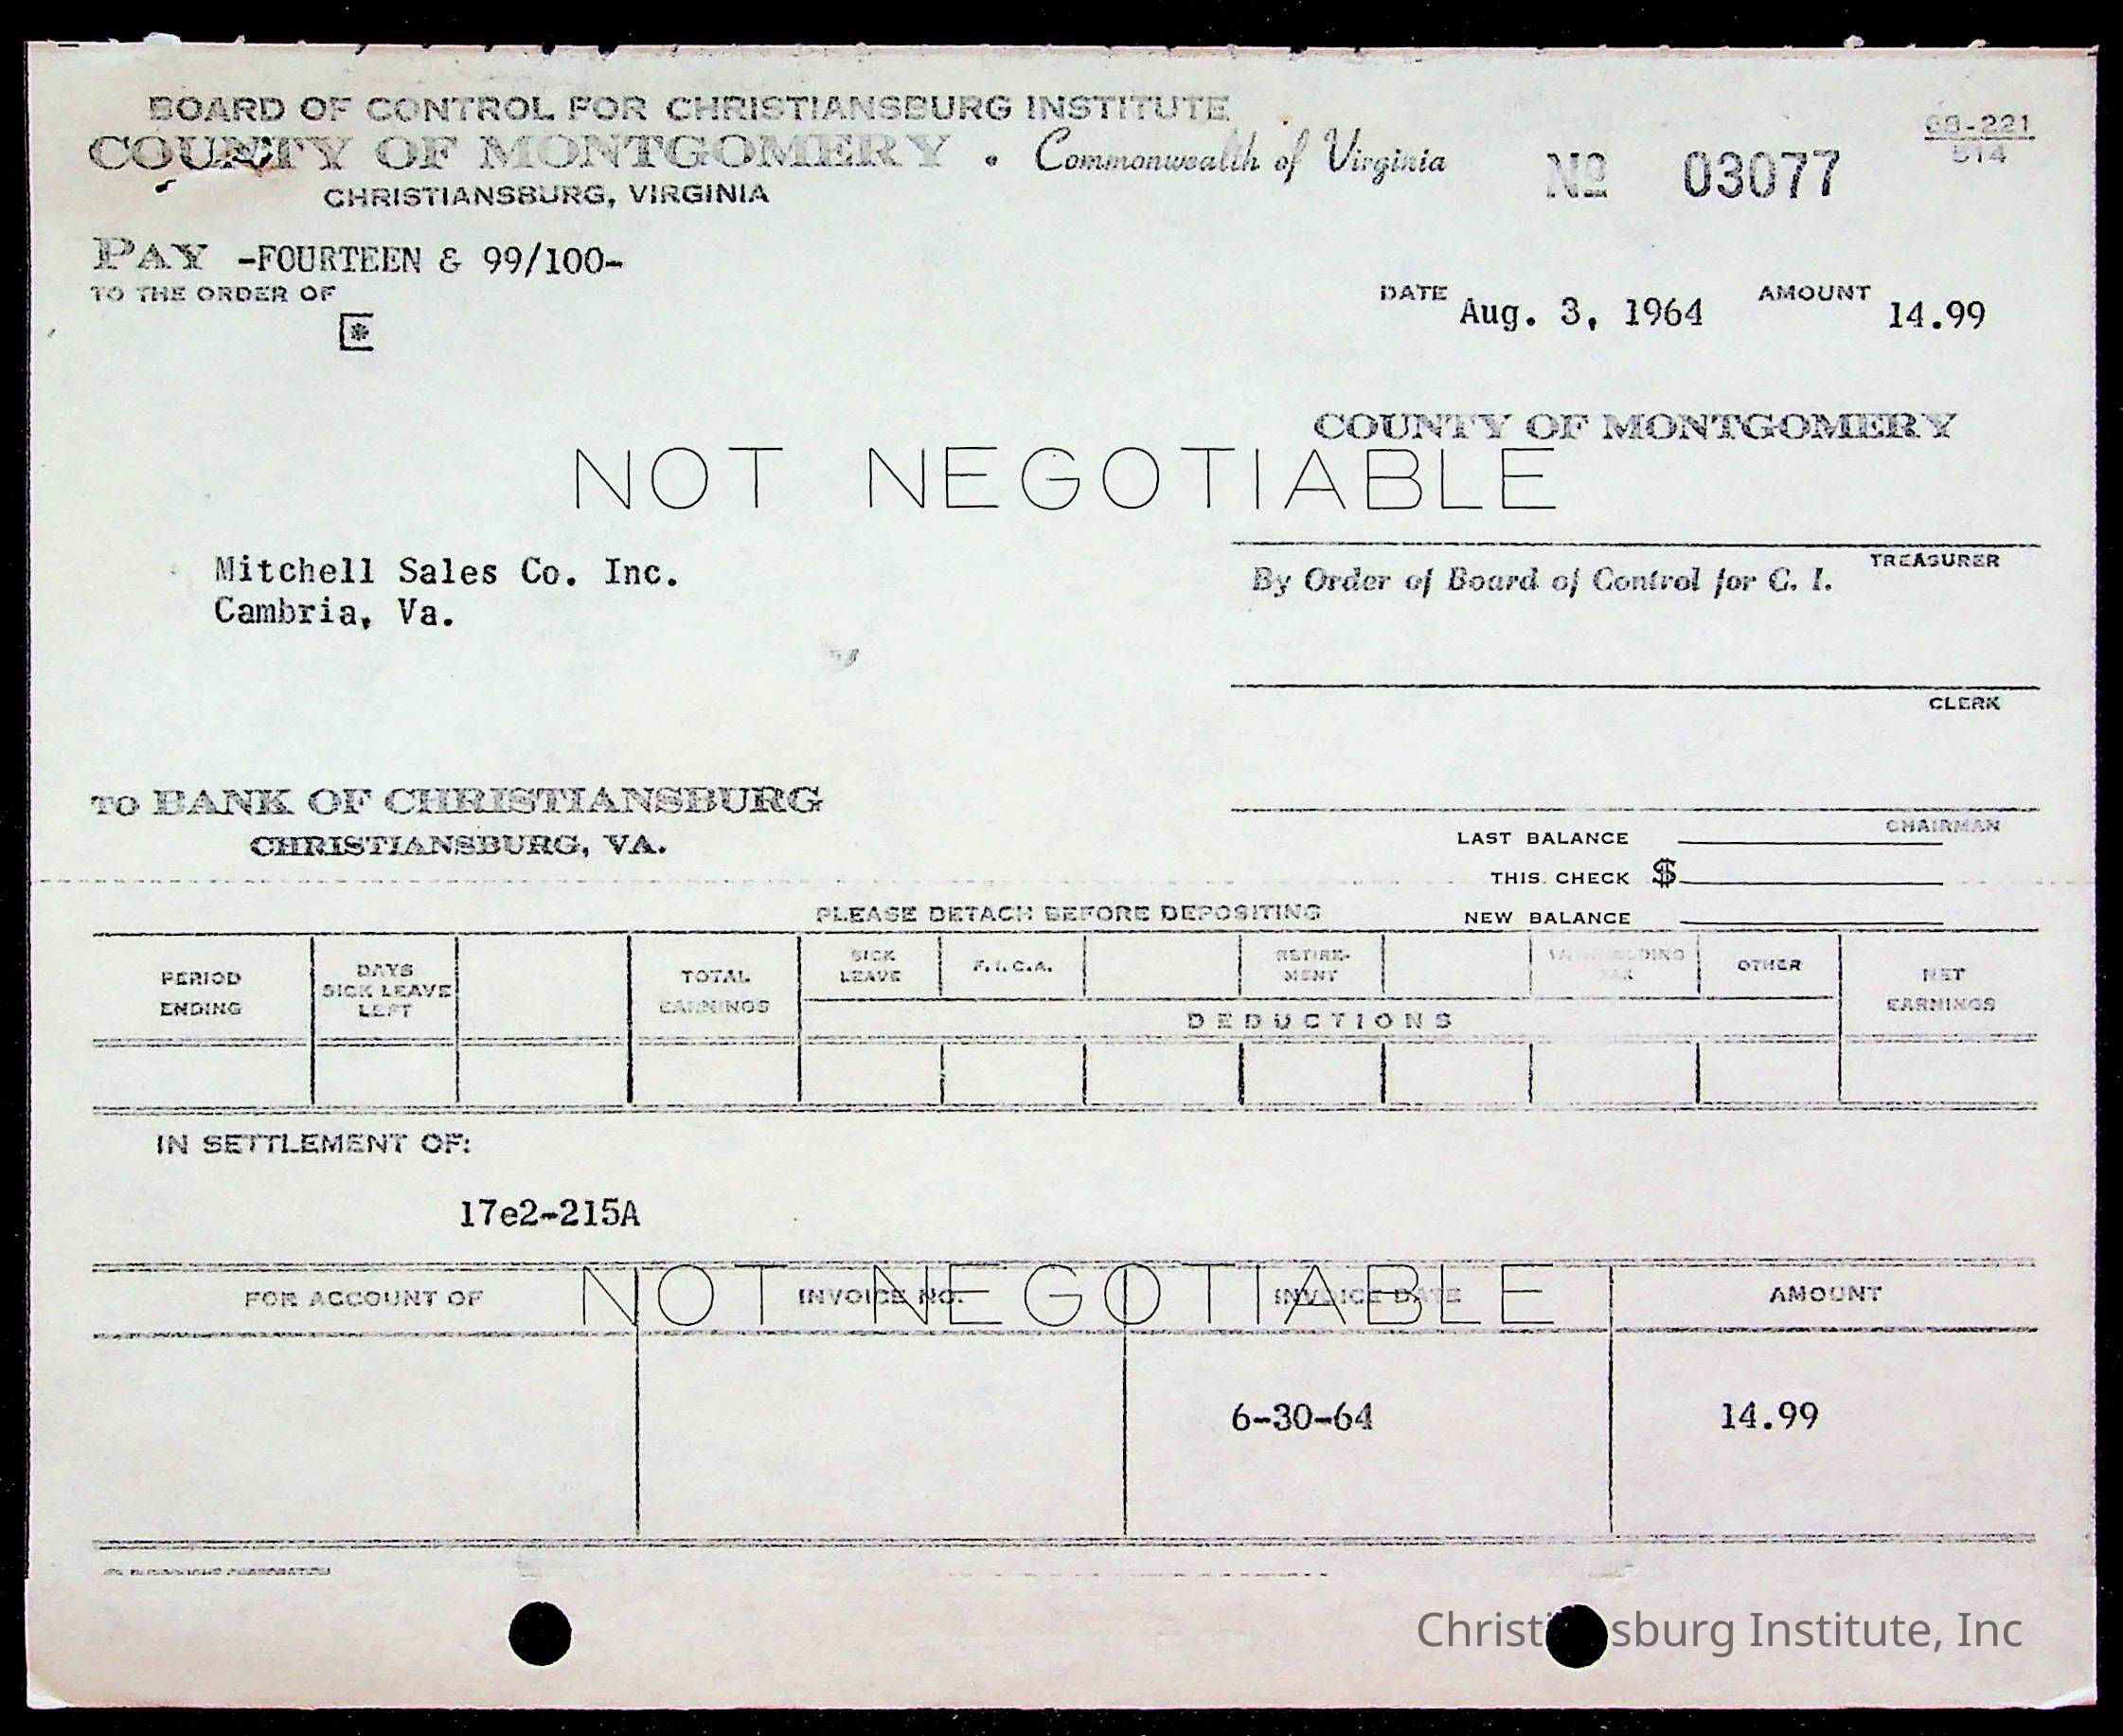 BOARD OF CONTROL FOR CHRISTIANSBURG INSTITUTE
COUNTY OF MONTGOMERY • Commonwealth of Virginia
CHRISTIANSBURG, VIRGINIA
No 03077
68-221
514
PAY -FOURTEEN & 99/100-
TO THE ORDER OF
DATE Aug. 3, 1964 AMOUNT 14.99
COUNTY OF MONTGOMERY
NOT NEGOTIABLE
TREASURER
Mitchell Sales Co. Inc.
Cambria, Va.
By Order of Board of Control for C. I.
CLERK
TO BANK OF CHRISTIANSBURG
CHRISTIANSBURG, VA.
CHAIRMAN
LAST BALANCE
THIS CHECK $
NEW BALANCE
PLEASE DETACH BEFORE DEPOSITING
PERIOD ENDING
DAYS SICK LEAVE LEFT
TOTAL EARNINGS
SICK LEAVE
F.I.C.A.
RETIRE-MENT
WITHHOLDING TAX
OTHER
NET EARNINGS
DEDUCTIONS
IN SETTLEMENT OF:
17e2-215A
NOT NEGOTIABLE
FOR ACCOUNT OF INVOICE NO. INVOICE DATE AMOUNT
6-30-64 14.99
Christiansburg Institute, Inc